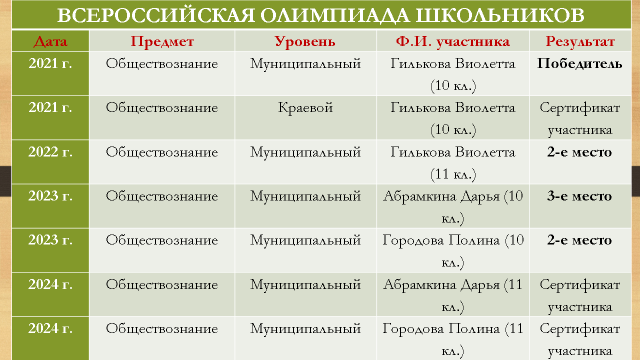 ВСЕРОССИЙСКАЯ ОЛИМПИАДА ШКОЛЬНИКОВ
Дата Предмет Уровень Ф.И. участника Результат
2021 г. Обществознание Муниципальный Гилькова Виолетта Победитель
(10 кл.)
2021 г. Обществознание Краевой Гилькова Виолетта Сертификат
(10 кл.) участника
2022 г. Обществознание Муниципальный Гилькова Виолетта 2-е место
(11 кл.)
2023 г. Обществознание Муниципальный Абрамкина Дарья (10 3-е место
кл.)
2023 г. Обществознание Муниципальный Городова Полина (10 2-е место
кл.)
2024 г. Обществознание Муниципальный Абрамкина Дарья (11 Сертификат
кл.) участника
2024 г. Обществознание Муниципальный Городова Полина (11 Сертификат
кл.) участника